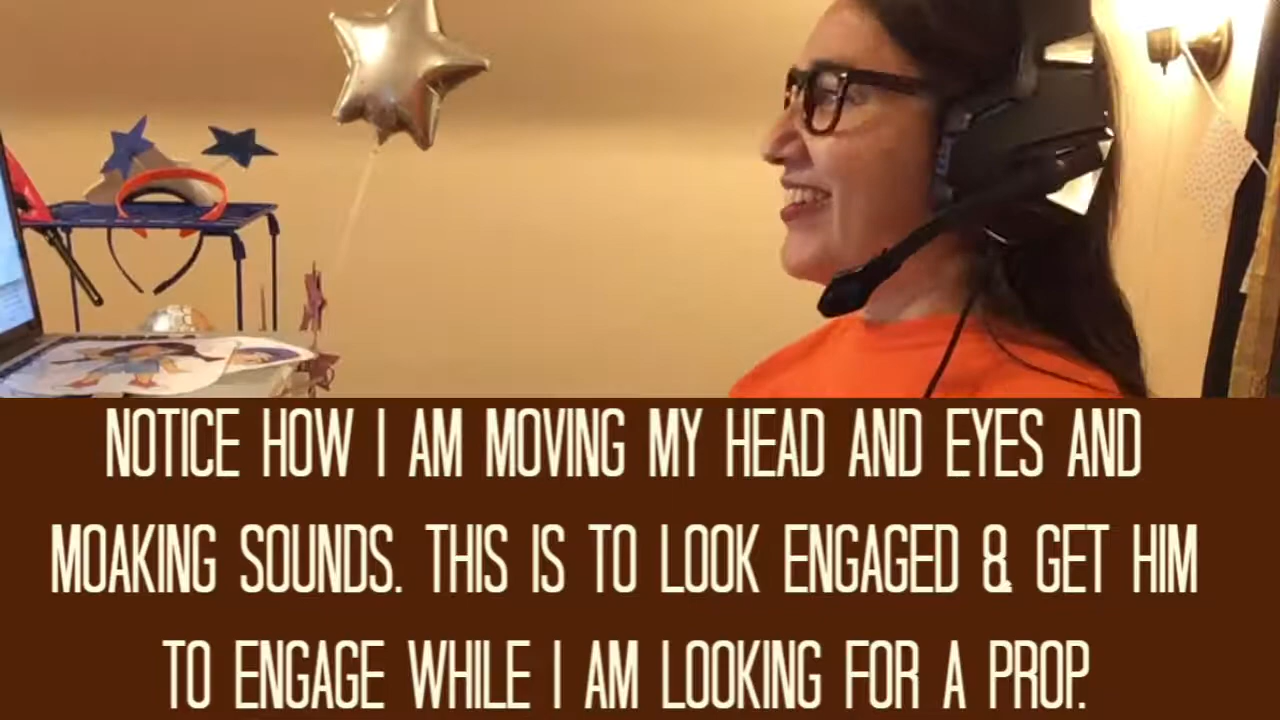 NOTICE HOW I AM MOVING MY HEAD AND EYES AND
MOAKING SOUNDS. THIS IS TO LOOK ENGAGED & GET HIM
TO ENGAGE WHILE I AM LOOKING FOR A PROP.